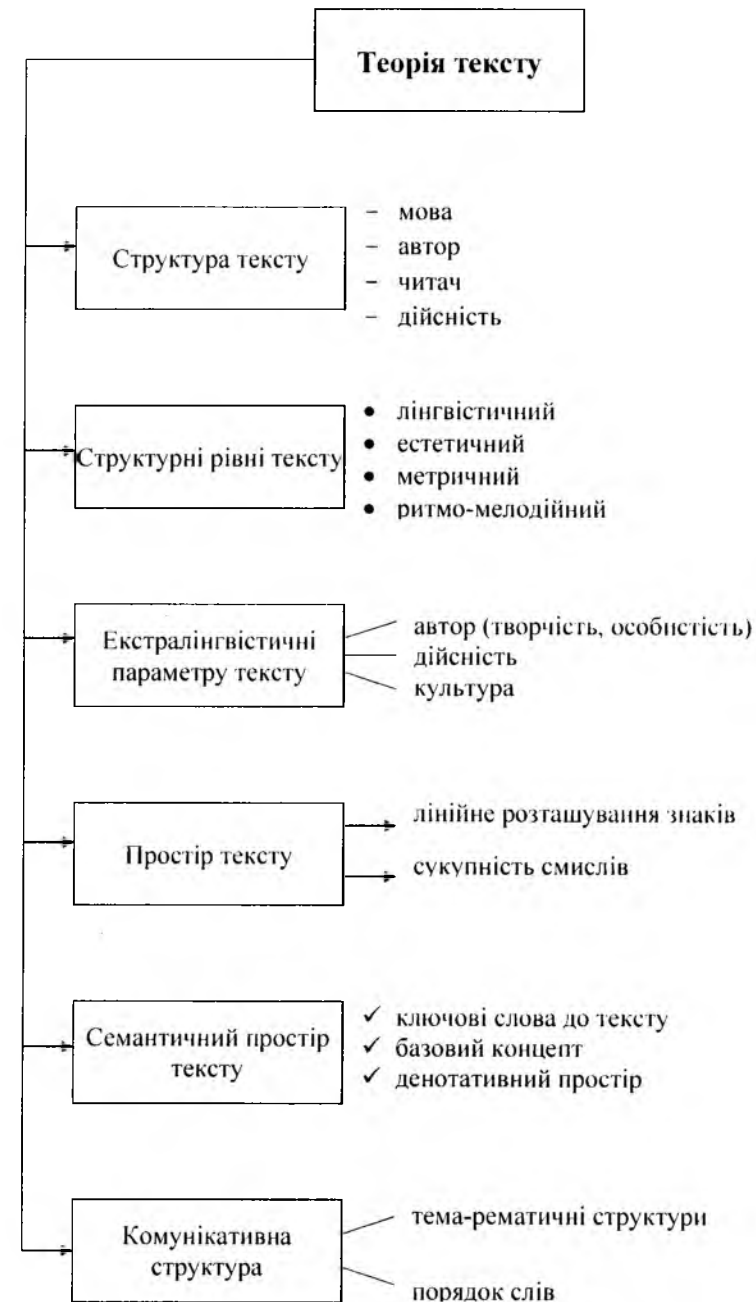 Теорія тексту
Структура тексту
– мова
– автор
– читач
– дійсність
Структурні рівні тексту
• лінгвістичний
• естетичний
• метричний
• ритмо-мелодійний
Екстралінгвістичні
параметру тексту
автор (творчість, особистість)
дійсність
культура
Простір тексту
лінійне розташування знаків
сукупність смислів
Семантичний простір
тексту
✓ ключові слова до тексту
✓ базовий концепт
✓ денотативний простір
Комунікативна
структура
тема-рематичні структури
порядок слів